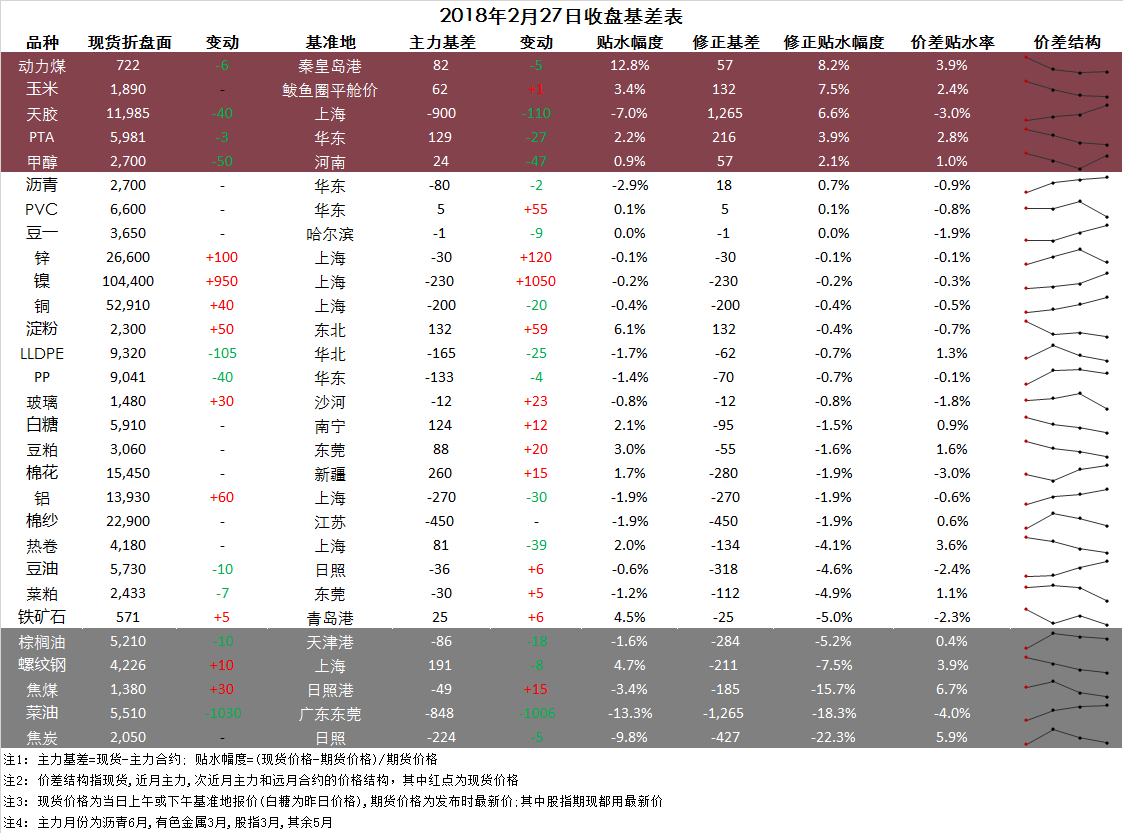 2018年2月27日收盘基差表
品种 现货折盘面 变动 基准地 主力基差 变动 贴水幅度 修正基差 修正贴水幅度 价差贴水率 价差结构
动力煤 722 -6 秦皇岛港 82 -5 12.8% 57 8.2% 3.9%
玉米 1,890 - 鲅鱼圈平舱价 62 +1 3.4% 132 7.5% 2.4%
天胶 11,985 -40 上海 -900 -110 -7.0% 1,265 6.6% -3.0%
PTA 5,981 -3 华东 129 -27 2.2% 216 3.9% 2.8%
甲醇 2,700 -50 河南 24 -47 0.9% 57 2.1% 1.0%
沥青 2,700 - 华东 -80 -2 -2.9% 18 0.7% -0.9%
PVC 6,600 - 华东 5 +55 0.1% 5 0.1% -0.8%
豆一 3,650 - 哈尔滨 -1 -9 0.0% -1 0.0% -1.9%
锌 26,600 +100 上海 -30 +120 -0.1% -30 -0.1% -0.1%
镍 104,400 +950 上海 -230 +1050 -0.2% -230 -0.2% -0.3%
铜 52,910 +40 上海 -200 -20 -0.4% -200 -0.4% -0.5%
淀粉 2,300 +50 东北 132 +59 6.1% 132 -0.4% -0.7%
LLDPE 9,320 -105 华北 -165 -25 -1.7% -62 -0.7% 1.3%
PP 9,041 -40 华东 -133 -4 -1.4% -70 -0.7% -0.1%
玻璃 1,480 +30 沙河 -12 +23 -0.8% -12 -0.8% -1.8%
白糖 5,910 - 南宁 124 +12 2.1% -95 -1.5% 0.9%
豆粕 3,060 - 东莞 88 +20 3.0% -55 -1.6% 1.6%
棉花 15,450 - 新疆 260 +15 1.7% -280 -1.9% -3.0%
铝 13,930 +60 上海 -270 -30 -1.9% -270 -1.9% -0.6%
棉纱 22,900 - 江苏 -450 - -1.9% -450 -1.9% 0.6%
热卷 4,180 - 上海 81 -39 2.0% -134 -4.1% 3.6%
豆油 5,730 -10 日照 -36 +6 -0.6% -318 -4.6% -2.4%
菜粕 2,433 -7 东莞 -30 +5 -1.2% -112 -4.9% 1.1%
铁矿石 571 +5 青岛港 25 +6 4.5% -25 -5.0% -2.3%
棕榈油 5,210 -10 天津港 -86 -18 -1.6% -284 -5.2% 0.4%
螺纹钢 4,226 +10 上海 191 -8 4.7% -211 -7.5% 3.9%
焦煤 1,380 +30 日照港 -49 +15 -3.4% -185 -15.7% 6.7%
菜油 5,510 -1030 广东东莞 -848 -1006 -13.3% -1,265 -18.3% -4.0%
焦炭 2,050 - 日照 -224 -5 -9.8% -427 -22.3% 5.9%
注1: 主力基差=现货-主力合约; 贴水幅度=(现货价格-期货价格)/期货价格
注2: 价差结构指现货,近月主力,次近月主力和远月合约的价格结构，其中红点为现货价格
注3: 现货价格为当日上午或下午基准地报价(白糖为昨日价格),期货价格为发布时最新价;其中股指期现都用最新价
注4: 主力月份为沥青6月,有色金属3月,股指3月,其余5月